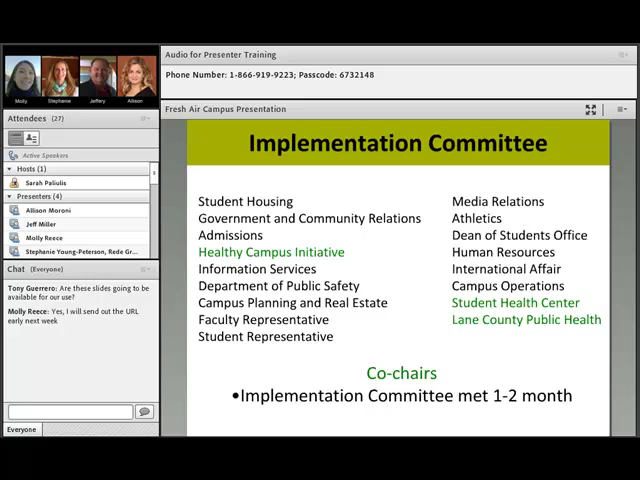 Molly
Stephanie
Jeffery
Allison
Attendees (27)
Active Speakers
Hosts (1)
Sarah Paliulis
Presenters (4)
Allison Moroni
Jeff Miller
Molly Reece
Stephanie Young-Peterson, Rede Gr...
Chat (Everyone)
Tony Guerrero: Are these slides going to be
available for our use?
Molly Reece: Yes, I will send out the URL
early next week
Everyone
Audio for Presenter Training
Phone Number: 1-866-919-9223; Passcode: 6732148
Fresh Air Campus Presentation
Implementation Committee
Student Housing
Government and Community Relations
Admissions
Healthy Campus Initiative
Information Services
Department of Public Safety
Campus Planning and Real Estate
Faculty Representative
Student Representative
Media Relations
Athletics
Dean of Students Office
Human Resources
International Affair
Campus Operations
Student Health Center
Lane County Public Health
Co-chairs
•Implementation Committee met 1-2 month